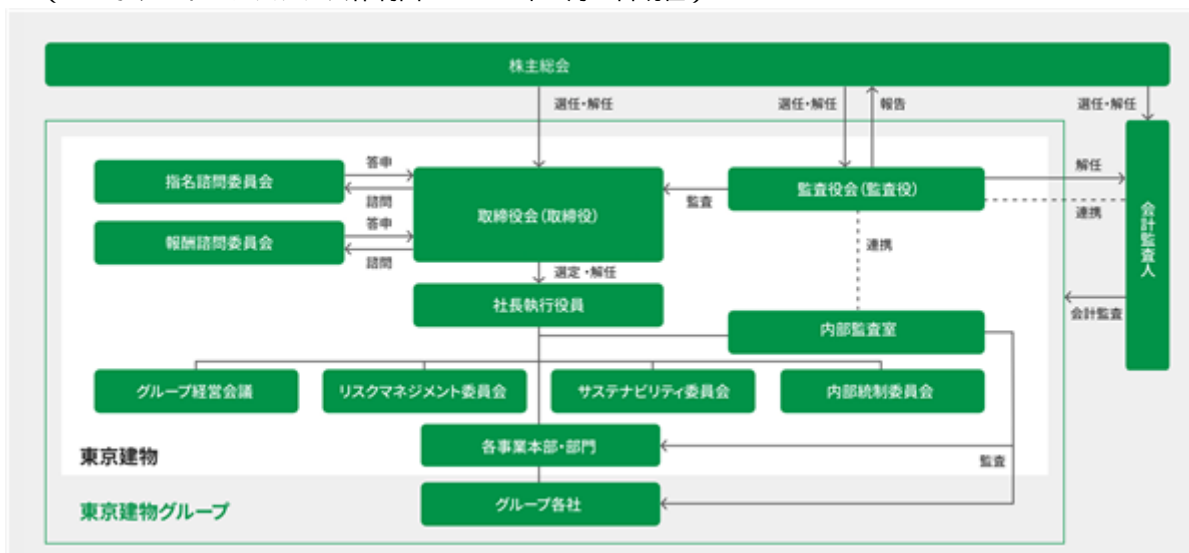 株主総会
選任・解任
選任・解任
報告
選任・解任
指名諮問委員会
答申
諮問
報酬諮問委員会
答申
諮問
取締役会(取締役)
監査
監査役会(監査役)
解任
連携
会計監査人
連携
選定・解任
社長執行役員
内部監査室
会計監査
グループ経営会議
リスクマネジメント委員会
サステナビリティ委員会
内部統制委員会
各事業本部・部門
監査
東京建物
グループ各社
東京建物グループ